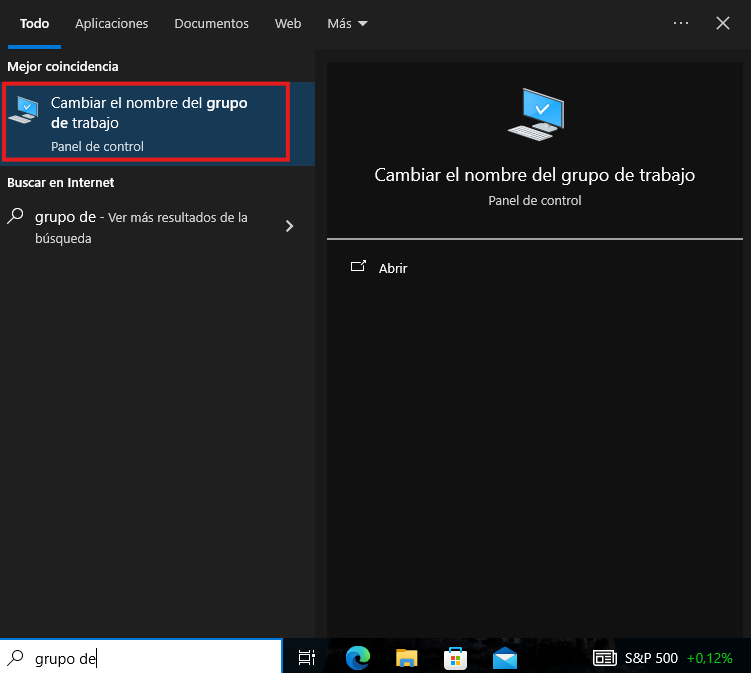 Todo Aplicaciones Documentos Web Más
Mejor coincidencia
Cambiar el nombre del grupo
de trabajo
Panel de control
Buscar en Internet
grupo de - Ver más resultados de la
búsqueda
Cambiar el nombre del grupo de trabajo
Panel de control
Abrir
grupo de
S&P 500 +0,12%